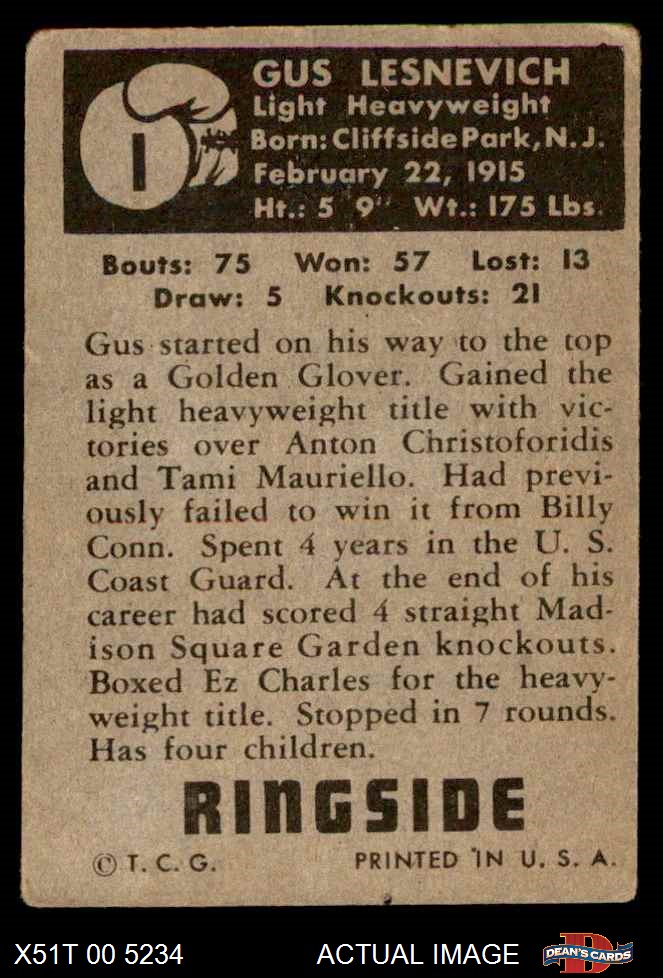 1
GUS LESNEVICH
Light Heavyweight
Born: Cliffside Park, N.J.
February 22, 1915
Ht.: 5 9" Wt.: 175 Lbs.
Bouts: 75 Won: 57 Lost: 13
Draw: 5 Knockouts: 21
Gus started on his way to the top
as a Golden Glover. Gained the
light heavyweight title with vic-
tories over Anton Christoforidis
and Tami Mauriello. Had previ-
ously failed to win it from Billy
Conn. Spent 4 years in the U. S.
Coast Guard. At the end of his
career had scored 4 straight Mad-
ison Square Garden knockouts.
Boxed Ez Charles for the heavy-
weight title. Stopped in 7 rounds.
Has four children.
RINGSIDE
© T. C. G. PRINTED IN U. S. A.
X51T 00 5234 ACTUAL IMAGE DEAN'S CARDS